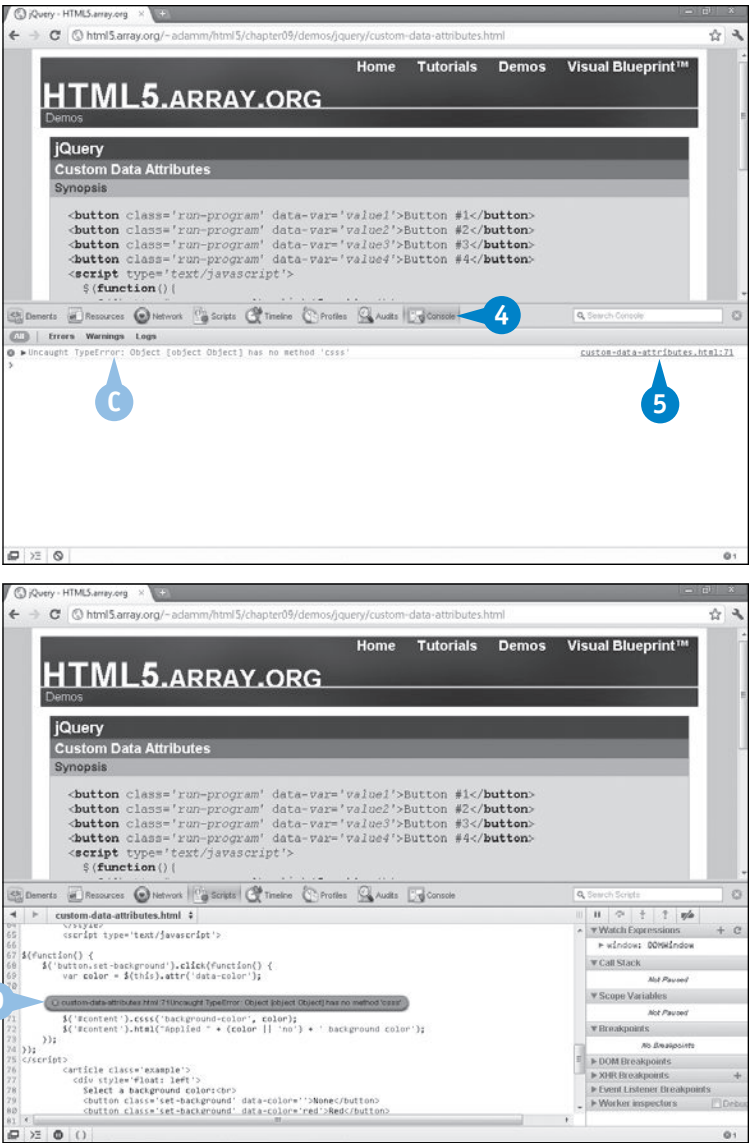 jQuery - HTML5.array.org
html5.array.org/~adamm/html5/chapter09/demos/jquery/custom-data-attributes.html
Home Tutorials Demos Visual Blueprint™
HTML5.ARRAY.ORG
Demos
jQuery
Custom Data Attributes
Synopsis
<button class='run-program' data-var='value1'>Button #1</button>
<button class='run-program' data-var='value2'>Button #2</button>
<button class='run-program' data-var='value3'>Button #3</button>
<button class='run-program' data-var='value4'>Button #4</button>
<script type='text/javascript'>
$(function(){
Elements Resources Network Scripts Timeline Profiles Audits Console Search Console
4
All Errors Warnings Logs
Uncaught TypeError: Object [object Object] has no method 'csss' custom-data-attributes.html:71
>
C
5
1
jQuery - HTML5.array.org
html5.array.org/~adamm/html5/chapter09/demos/jquery/custom-data-attributes.html
Home Tutorials Demos Visual Blueprint™
HTML5.ARRAY.ORG
Demos
jQuery
Custom Data Attributes
Synopsis
<button class='run-program' data-var='value1'>Button #1</button>
<button class='run-program' data-var='value2'>Button #2</button>
<button class='run-program' data-var='value3'>Button #3</button>
<button class='run-program' data-var='value4'>Button #4</button>
<script type='text/javascript'>
$(function(){
Elements Resources Network Scripts Timeline Profiles Audits Console Search Scripts
custom-data-attributes.html
Watch Expressions
window: DOMWindow
Call Stack
Not Paused
Scope Variables
Not Paused
Breakpoints
No Breakpoints
DOM Breakpoints
XHR Breakpoints
Event Listener Breakpoints
Worker inspectors Debug
64 </style>
65 <script type='text/javascript'>
66
67 $(function() {
68 $('button.set-background').click(function() {
69 var color = $(this).attr('data-color');
70
custom-data-attributes.html:71Uncaught TypeError: Object [object Object] has no method 'csss'
71 $('#content').csss('background-color', color);
72 $('#content').html("Applied " + (color || 'no') + ' background color');
73 });
74 });
75 </script>
76 <article class='example'>
77 <div style='float: left'>
78 Select a background color:<br>
79 <button class='set-background' data-color=''>None</button>
80 <button class='set-background' data-color='red'>Red</button>
81
1